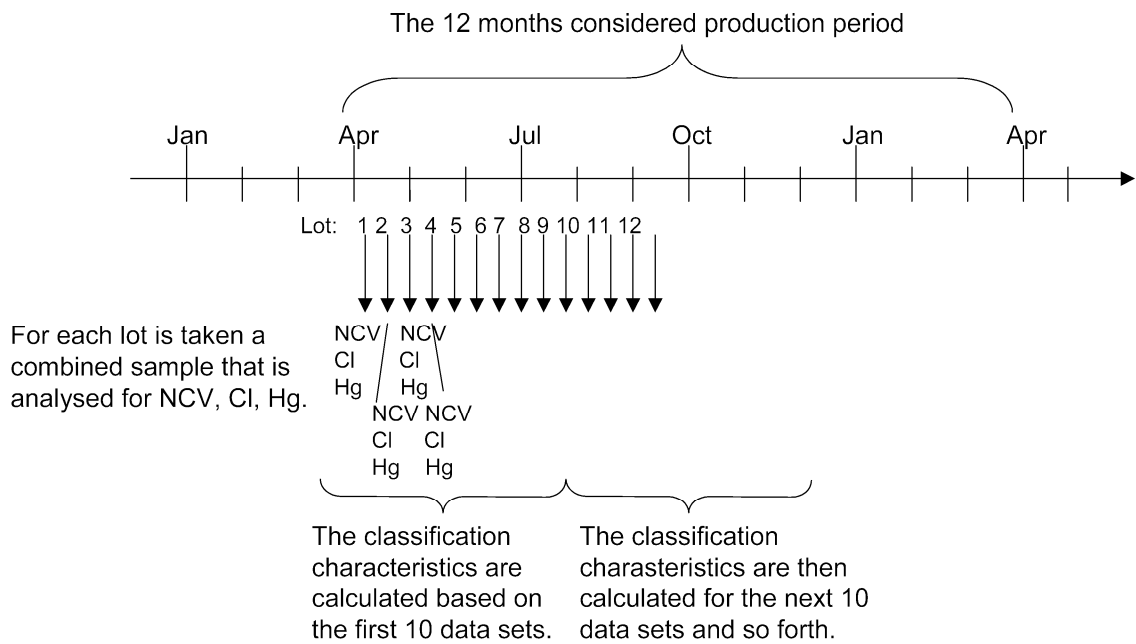 The 12 months considered production period
Jan Apr Jul Oct Jan Apr
Lot: 1 2 3 4 5 6 7 8 9 10 11 12
For each lot is taken a
combined sample that is
analysed for NCV, Cl, Hg.
NCV NCV
Cl Cl
Hg Hg
NCV NCV
Cl Cl
Hg Hg
The classification
characteristics are
calculated based on
the first 10 data sets.
The classification
charasteristics are then
calculated for the next 10
data sets and so forth.